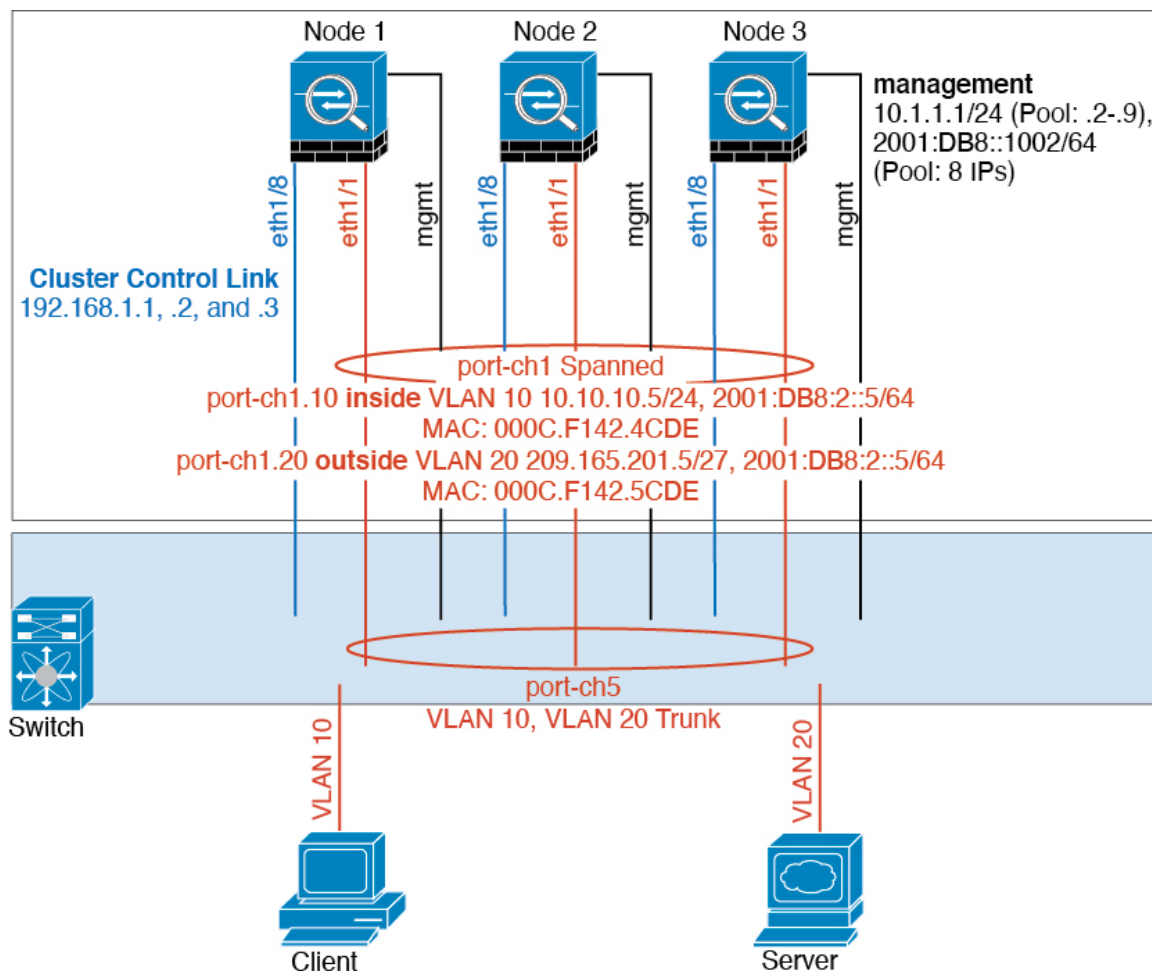 Node 1
Node 2
Node 3
management
10.1.1.1/24 (Pool: .2-.9),
2001:DB8::1002/64
(Pool: 8 IPs)
eth1/8
eth1/1
mgmt
eth1/8
eth1/1
mgmt
eth1/8
eth1/1
mgmt
Cluster Control Link
192.168.1.1, .2, and .3
port-ch1 Spanned
port-ch1.10 inside VLAN 10 10.10.10.5/24, 2001:DB8:2::5/64
MAC: 000C.F142.4CDE
port-ch1.20 outside VLAN 20 209.165.201.5/27, 2001:DB8:2::5/64
MAC: 000C.F142.5CDE
Switch
port-ch5
VLAN 10, VLAN 20 Trunk
VLAN 10
VLAN 20
Client
Server